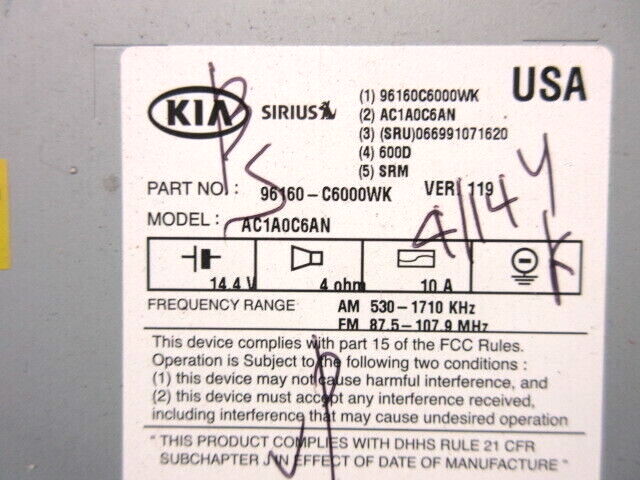 USA
KIA SIRIUS
(1) 96160C6000WK
(2) AC1A0C6AN
(3) (SRU)066991071620
(4) 600D
(5) SRM
PART NO : 96160-C6000WK VER 119
MODEL : AC1A0C6AN
14.4 V 4 ohm 10 A
FREQUENCY RANGE AM 530-1710 KHz
FM 87.5-107.9 MHz
This device complies with part 15 of the FCC Rules.
Operation is Subject to the following two conditions :
(1) this device may not cause harmful interference, and
(2) this device must accept any interference received,
including interference that may cause undesired operation
" THIS PRODUCT COMPLIES WITH DHHS RULE 21 CFR
SUBCHAPTER J IN EFFECT OF DATE OF MANUFACTURE "